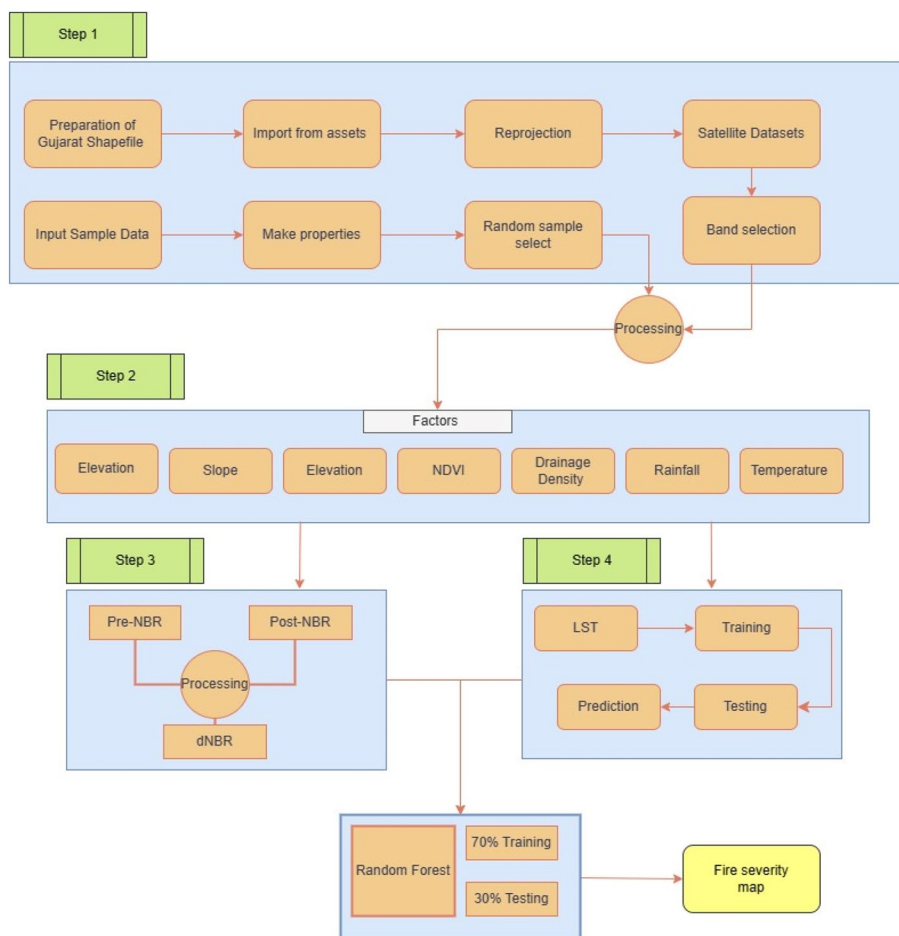 Step 1
Preparation of
Gujarat Shapefile
Import from assets
Reprojection
Satellite Datasets
Input Sample Data
Make properties
Random sample
select
Band selection
Processing
Step 2
Factors
Elevation
Slope
Elevation
NDVI
Drainage
Density
Rainfall
Temperature
Step 3
Pre-NBR
Post-NBR
Processing
dNBR
Step 4
LST
Training
Prediction
Testing
Random Forest
70% Training
30% Testing
Fire severity
map